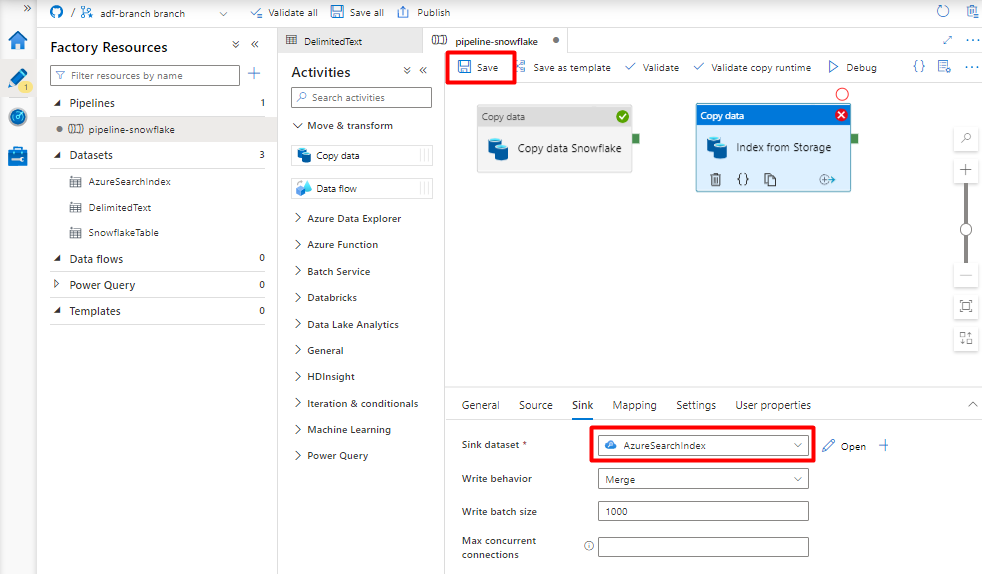 / adf-branch branch
Validate all
Save all
Publish
Factory Resources
Filter resources by name
Pipelines 1
pipeline-snowflake
Datasets 3
AzureSearchIndex
DelimitedText
SnowflakeTable
Data flows 0
Power Query 0
Templates 0
1
DelimitedText
pipeline-snowflake
Activities
Search activities
Move & transform
Copy data
Data flow
Azure Data Explorer
Azure Function
Batch Service
Databricks
Data Lake Analytics
General
HDInsight
Iteration & conditionals
Machine Learning
Power Query
Save
Save as template
Validate
Validate copy runtime
Debug
Copy data
Copy data Snowflake
Copy data
Index from Storage
General
Source
Sink
Mapping
Settings
User properties
Sink dataset *
AzureSearchIndex
Open
Write behavior
Merge
Write batch size
1000
Max concurrent
connections